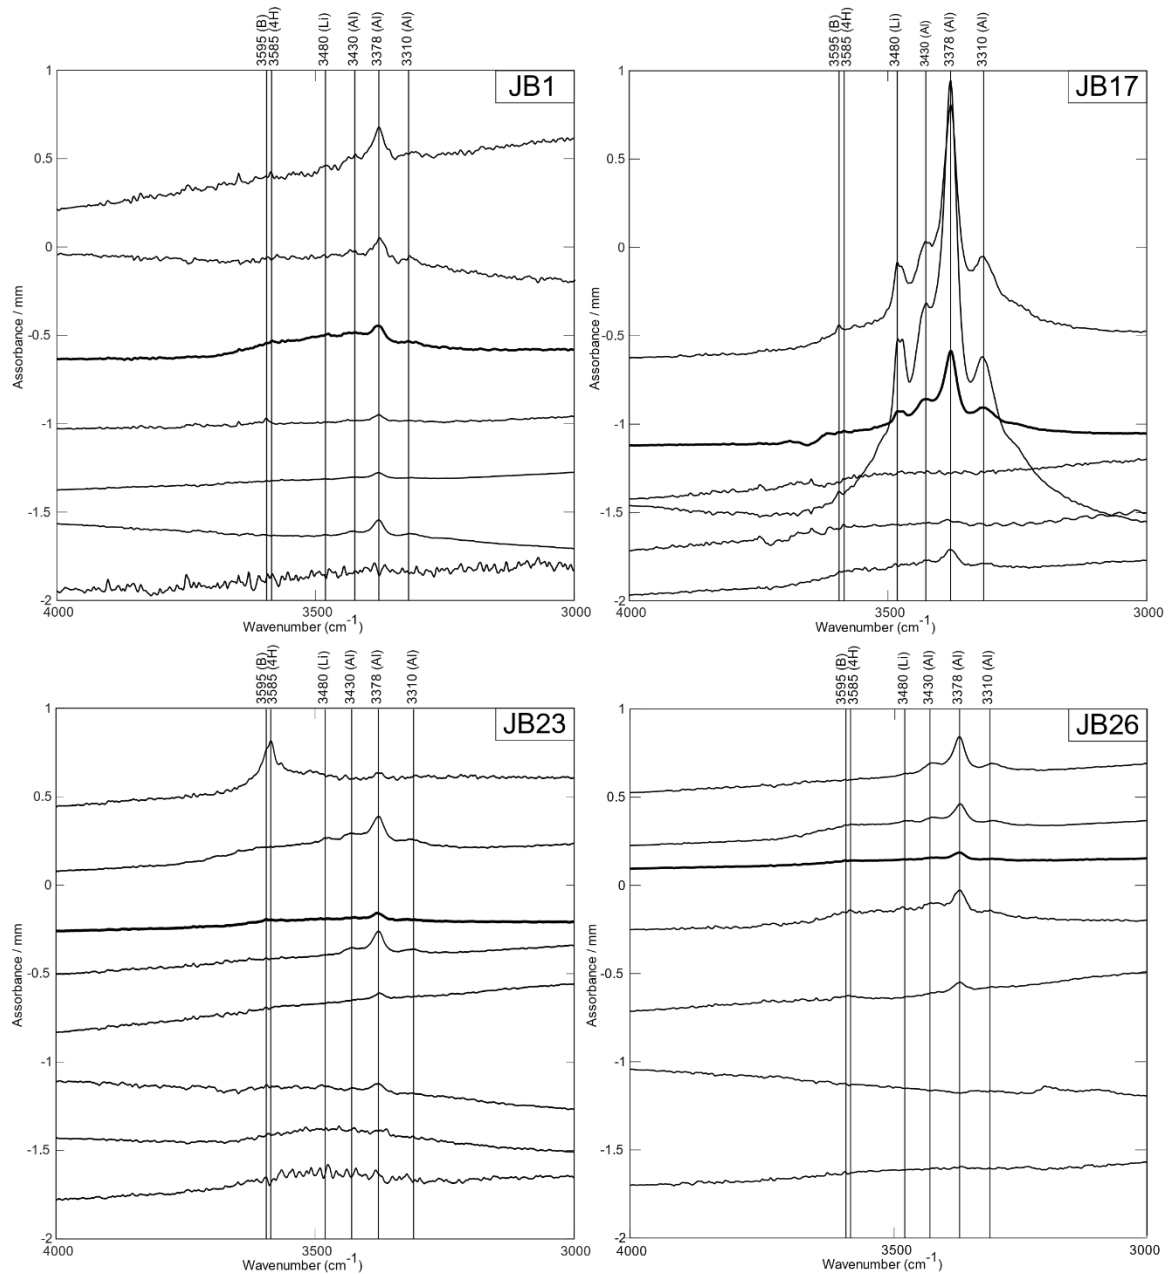 3595 (B)
3585 (4H)
3480 (Li)
3430 (Al)
3378 (Al)
3310 (Al)
JB1
1
0.5
0
-0.5
-1
-1.5
-2
Assorbance / mm
4000
3500
3000
Wavenumber (cm-1)
3595 (B)
3585 (4H)
3480 (Li)
3430 (Al)
3378 (Al)
3310 (Al)
JB17
1
0.5
0
-0.5
-1
-1.5
-2
Assorbance / mm
4000
3500
3000
Wavenumber (cm-1)
3595 (B)
3585 (4H)
3480 (Li)
3430 (Al)
3378 (Al)
3310 (Al)
JB23
1
0.5
0
-0.5
-1
-1.5
-2
Assorbance / mm
4000
3500
3000
Wavenumber (cm-1)
3595 (B)
3585 (4H)
3480 (Li)
3430 (Al)
3378 (Al)
3310 (Al)
JB26
1
0.5
0
-0.5
-1
-1.5
-2
Assorbance / mm
4000
3500
3000
Wavenumber (cm-1)